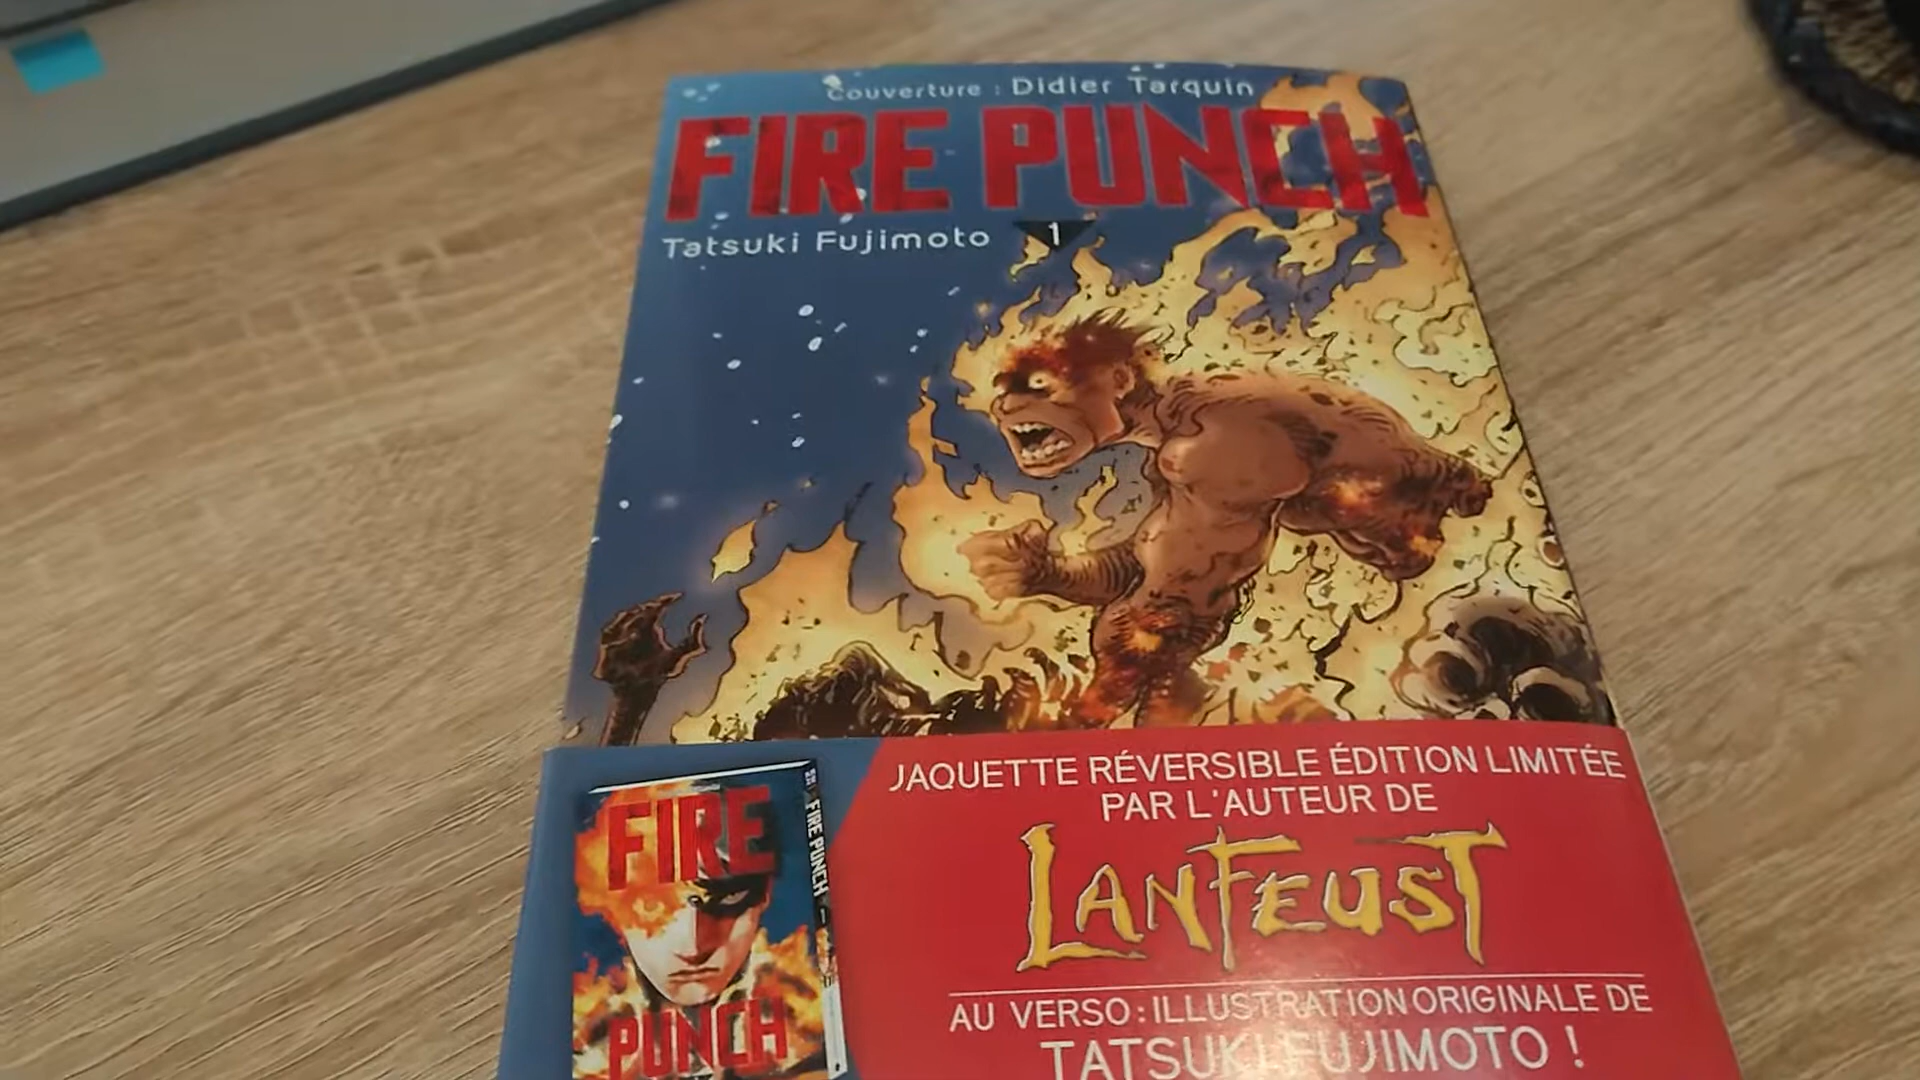 Couverture : Didier Tarquin
FIRE PUNCH
Tatsuki Fujimoto 1
JAQUETTE RÉVERSIBLE ÉDITION LIMITÉE
PAR L'AUTEUR DE
LANFEUST
AU VERSO : ILLUSTRATION ORIGINALE DE
TATSUKI FUJIMOTO !
FIRE
PUNCH
FIRE PUNCH